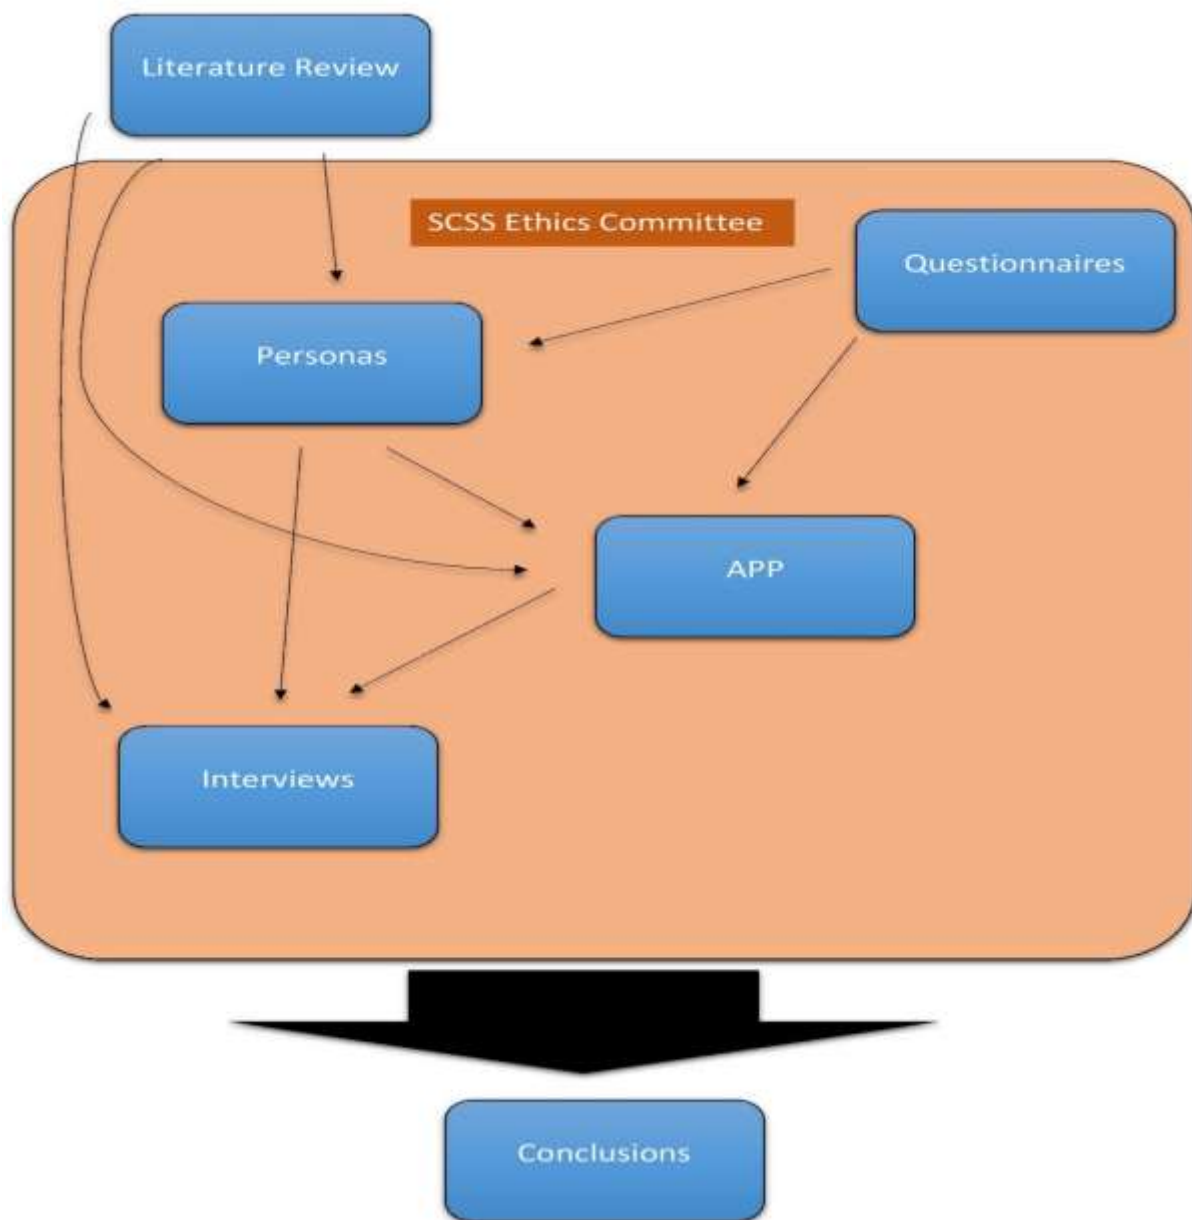 Literature Review
SCSS Ethics Committee
Questionnaires
Personas
APP
Interviews
Conclusions